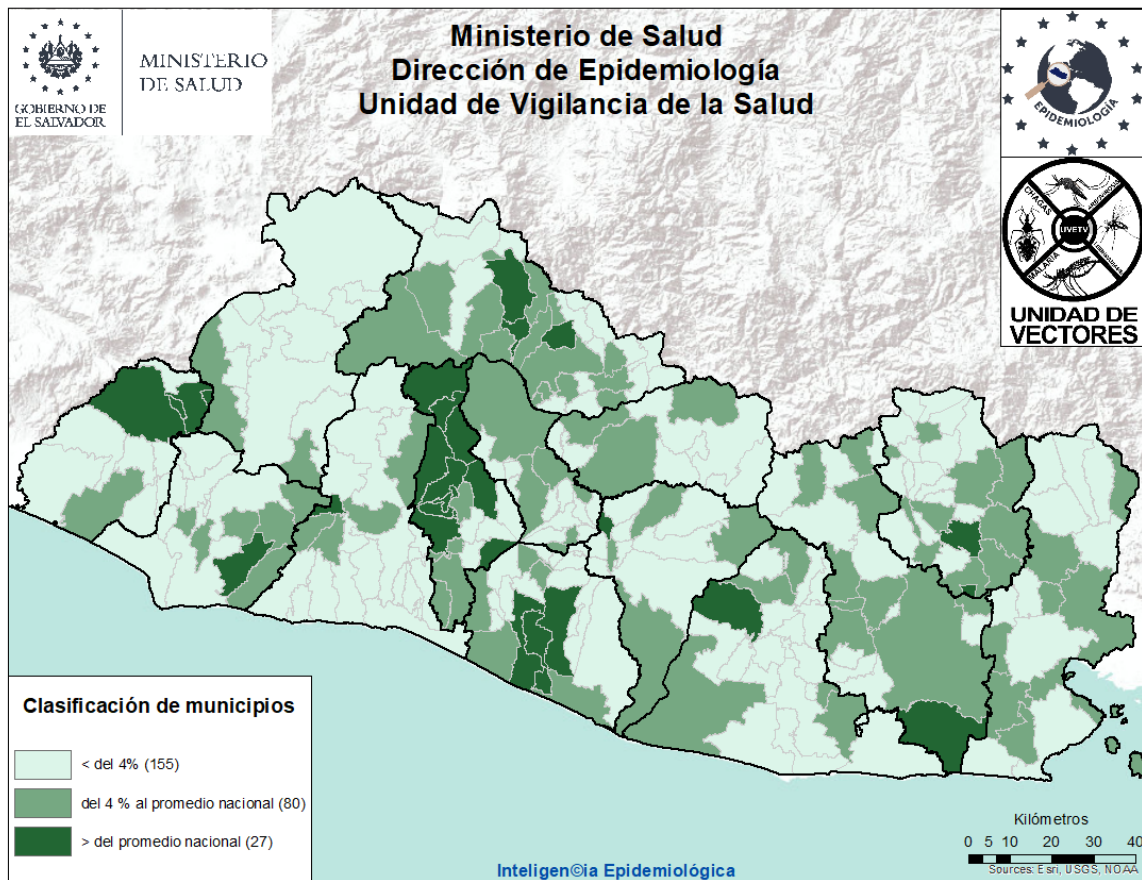 Ministerio de Salud
Dirección de Epidemiología
Unidad de Vigilancia de la Salud
MINISTERIO
DE SALUD
GOBIERNO DE
EL SALVADOR
EPIDEMIOLOGÍA
CHAGAS
UVETV
MALARIA
UNIDAD DE
VECTORES
Clasificación de municipios
< del 4% (155)
del 4 % al promedio nacional (80)
> del promedio nacional (27)
Inteligen©ia Epidemiológica
Kilómetros
0 5 10 20 30 40
Sources: Esri, USGS, NOAA